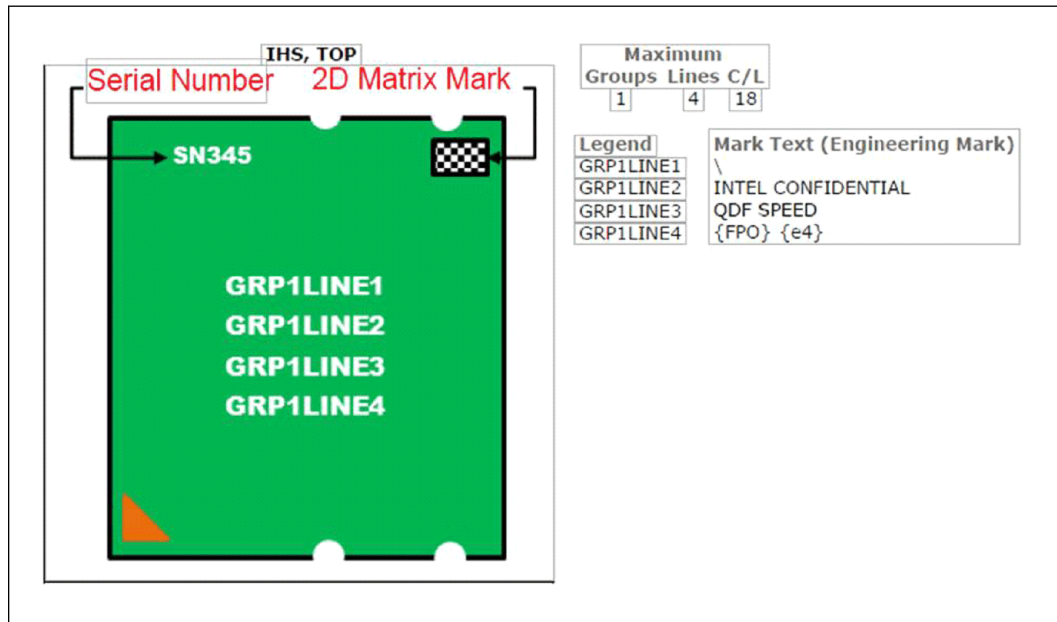 IHS, TOP
Serial Number 2D Matrix Mark
SN345
GRP1LINE1
GRP1LINE2
GRP1LINE3
GRP1LINE4
Maximum
Groups Lines C/L
1 4 18
Legend Mark Text (Engineering Mark)
GRP1LINE1 \
GRP1LINE2 INTEL CONFIDENTIAL
GRP1LINE3 QDF SPEED
GRP1LINE4 {FPO} {e4}